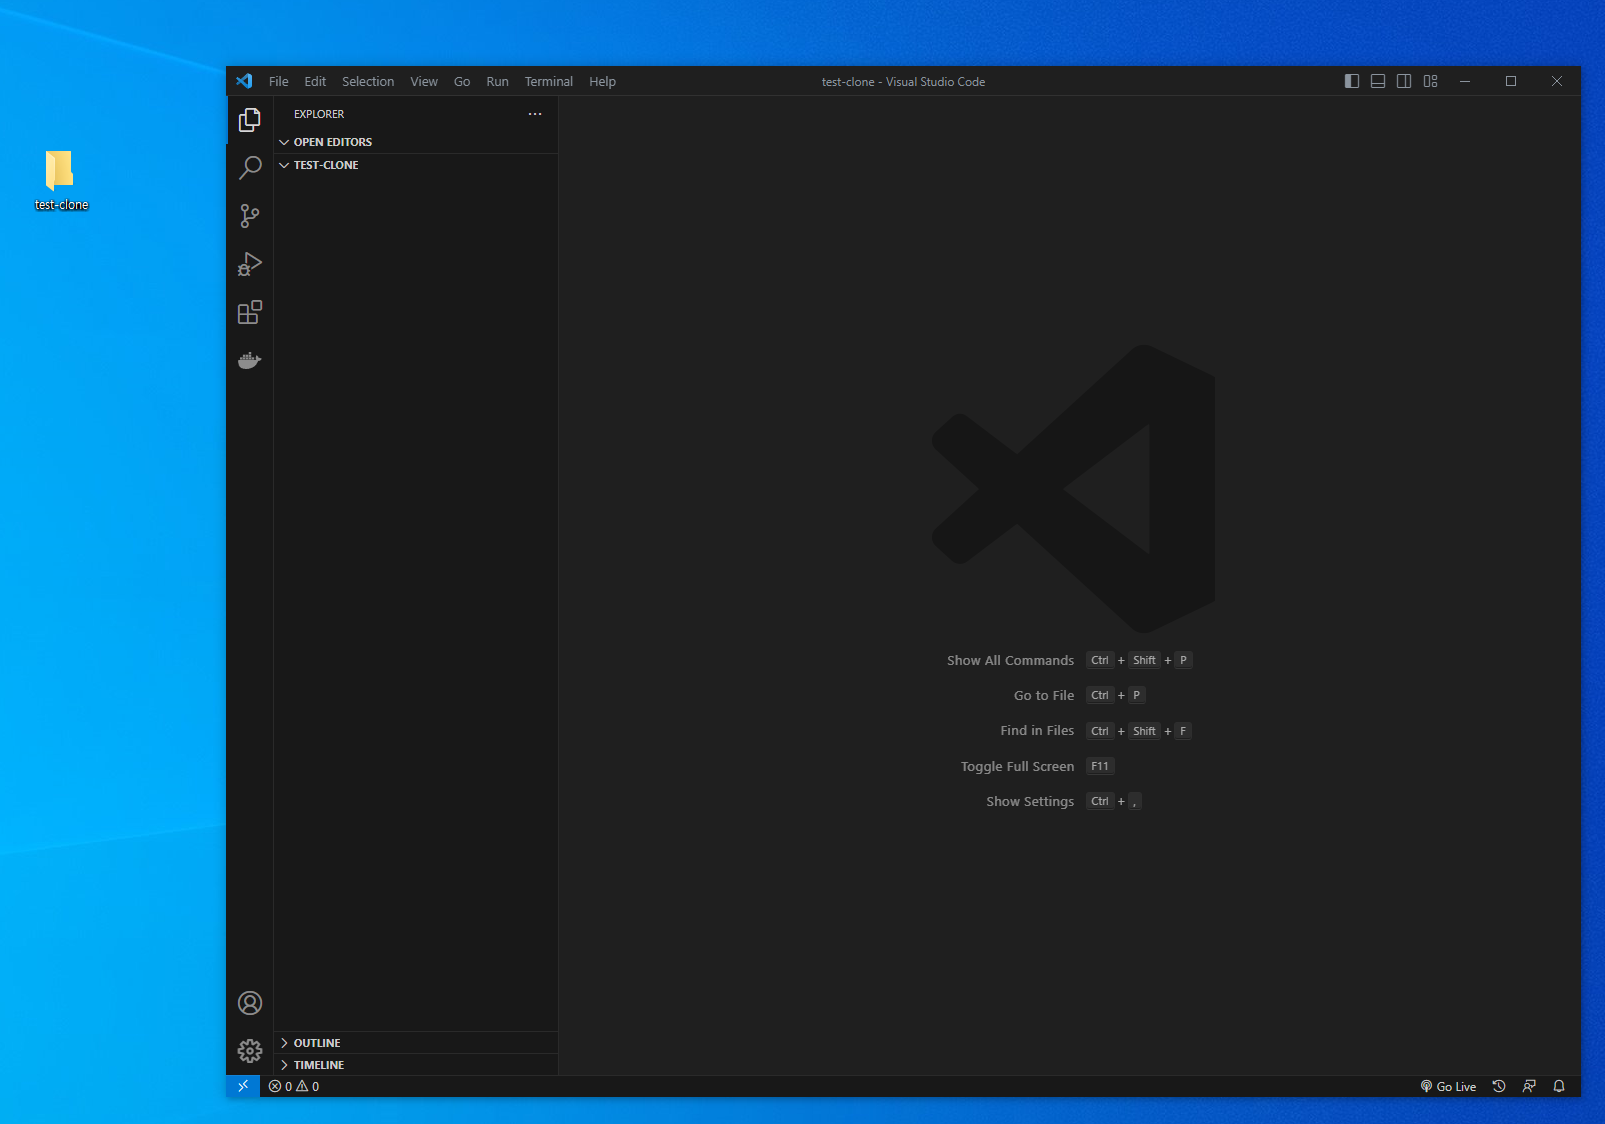 File Edit Selection View Go Run Terminal Help test-clone - Visual Studio Code
EXPLORER
OPEN EDITORS
TEST-CLONE
test-clone
Show All Commands Ctrl + Shift + P
Go to File Ctrl + P
Find in Files Ctrl + Shift + F
Toggle Full Screen F11
Show Settings Ctrl + ,
OUTLINE
TIMELINE
0 0 Go Live